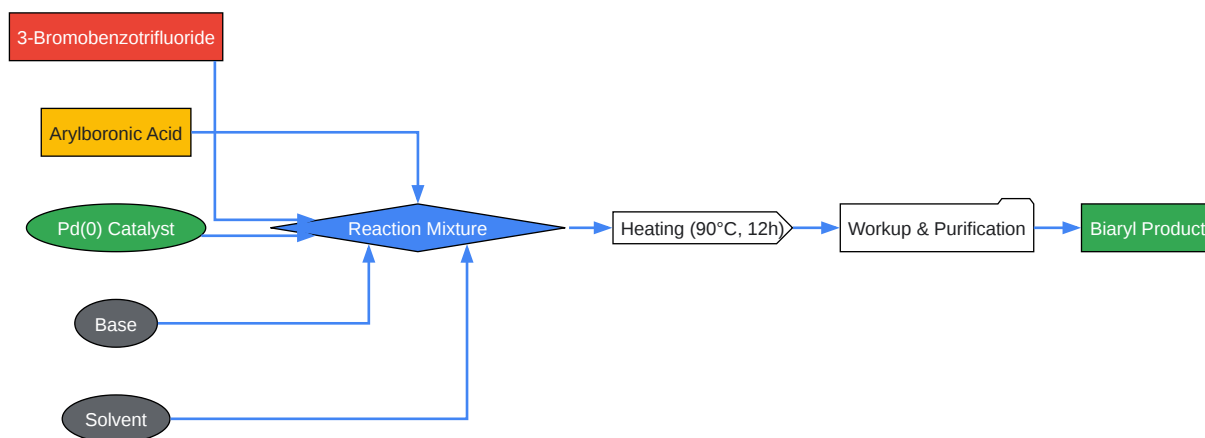 3-Bromobenzotrifluoride
Arylboronic Acid
Pd(0) Catalyst
Reaction Mixture
Heating (90°C, 12h)
Workup & Purification
Biaryl Product
Base
Solvent